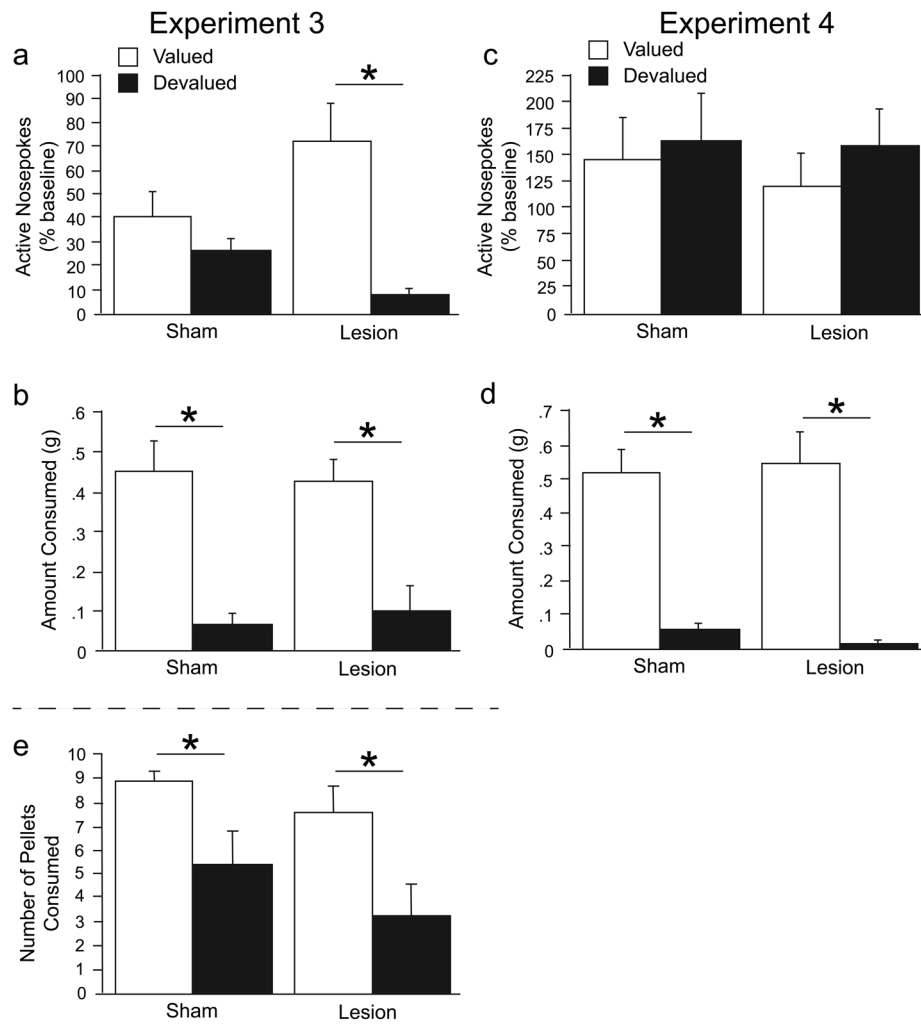 Experiment 3
Experiment 4
a
Valued
Devalued
*
100
90
80
70
60
50
40
30
20
10
0
Active Nosepokes
(% baseline)
Sham
Lesion
c
Valued
Devalued
225
200
175
150
125
100
75
50
25
0
Active Nosepokes
(% baseline)
Sham
Lesion
b
*
*
.6
.5
.4
.3
.2
.1
0
Amount Consumed (g)
Sham
Lesion
d
*
*
.7
.6
.5
.4
.3
.2
.1
0
Amount Consumed (g)
Sham
Lesion
e
*
*
10
9
8
7
6
5
4
3
2
1
0
Number of Pellets
Consumed
Sham
Lesion